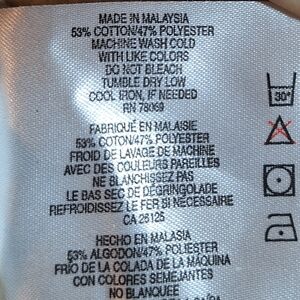 MADE IN MALAYSIA
53% COTTON/47% POLYESTER
MACHINE WASH COLD
WITH LIKE COLORS
DO NOT BLEACH
TUMBLE DRY LOW
COOL IRON, IF NEEDED
RN 78069
FABRIQUÉ EN MALAISIE
53% COTTON/47% POLYESTER
FROID DE LAVAGE DE MACHINE
AVEC DES COULEURS PAREILLES
NE BLANCHISSEZ PAS
LE BAS SEC DE DÉGRINGOLADE
REFROIDISSEZ LE FER SI NÉCESSAIRE
CA 26125
HECHO EN MALASIA
53% ALGODÓN/47% POLIESTER
FRÍO DE LA COLADA DE LA MÁQUINA
CON COLORES SEMEJANTES
NO BLANQUEE
30°